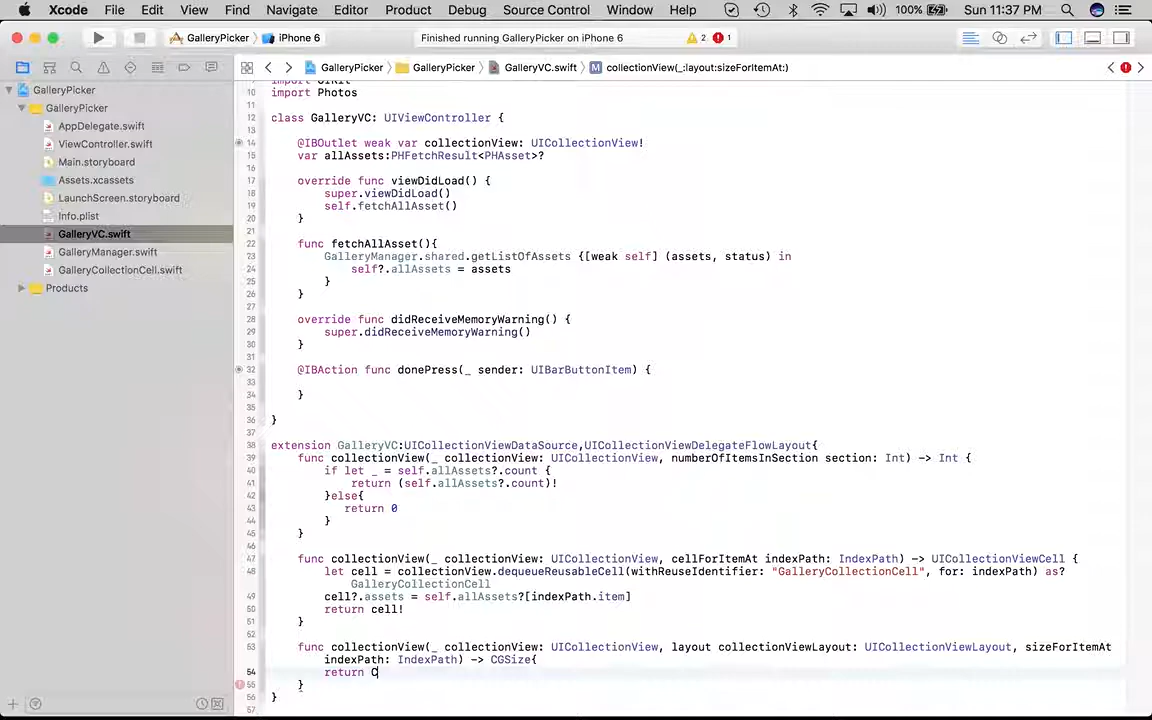 Xcode File Edit View Find Navigate Editor Product Debug Source Control Window Help 100% Sun 11:37 PM
GalleryPicker iPhone 6 Finished running GalleryPicker on iPhone 6 2 1
GalleryPicker GalleryPicker GalleryVC.swift M collectionView(_:layout:sizeForItemAt:)
GalleryPicker
GalleryPicker
AppDelegate.swift
ViewController.swift
Main.storyboard
Assets.xcassets
LaunchScreen.storyboard
Info.plist
GalleryVC.swift
GalleryManager.swift
GalleryCollectionCell.swift
Products
10 import Photos
11
12 class GalleryVC: UIViewController {
13
14 @IBOutlet weak var collectionView: UICollectionView!
15 var allAssets:PHFetchResult<PHAsset>?
16
17 override func viewDidLoad() {
18 super.viewDidLoad()
19 self.fetchAllAsset()
20 }
21
22 func fetchAllAsset(){
23 GalleryManager.shared.getListOfAssets {[weak self] (assets, status) in
24 self?.allAssets = assets
25 }
26 }
27
28 override func didReceiveMemoryWarning() {
29 super.didReceiveMemoryWarning()
30 }
31
32 @IBAction func donePress(_ sender: UIBarButtonItem) {
33
34 }
35
36 }
37
38 extension GalleryVC:UICollectionViewDataSource,UICollectionViewDelegateFlowLayout{
39 func collectionView(_ collectionView: UICollectionView, numberOfItemsInSection section: Int) -> Int {
40 if let _ = self.allAssets?.count {
41 return (self.allAssets?.count)!
42 }else{
43 return 0
44 }
45 }
46
47 func collectionView(_ collectionView: UICollectionView, cellForItemAt indexPath: IndexPath) -> UICollectionViewCell {
48 let cell = collectionView.dequeueReusableCell(withReuseIdentifier: "GalleryCollectionCell", for: indexPath) as?
GalleryCollectionCell
49 cell?.assets = self.allAssets?[indexPath.item]
50 return cell!
51 }
52
53 func collectionView(_ collectionView: UICollectionView, layout collectionViewLayout: UICollectionViewLayout, sizeForItemAt
indexPath: IndexPath) -> CGSize{
54 return C
55 }
56 }
57